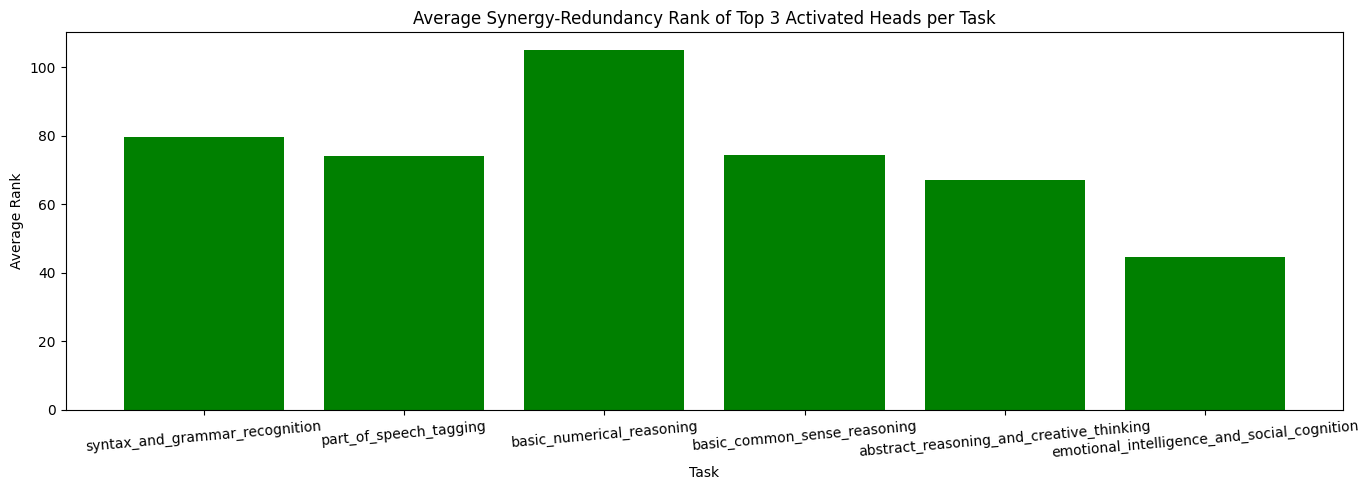 Average Synergy-Redundancy Rank of Top 3 Activated Heads per Task
Average Rank
100
80
60
40
20
0
syntax_and_grammar_recognition
part_of_speech_tagging
basic_numerical_reasoning
basic_common_sense_reasoning
abstract_reasoning_and_creative_thinking
emotional_intelligence_and_social_cognition
Task